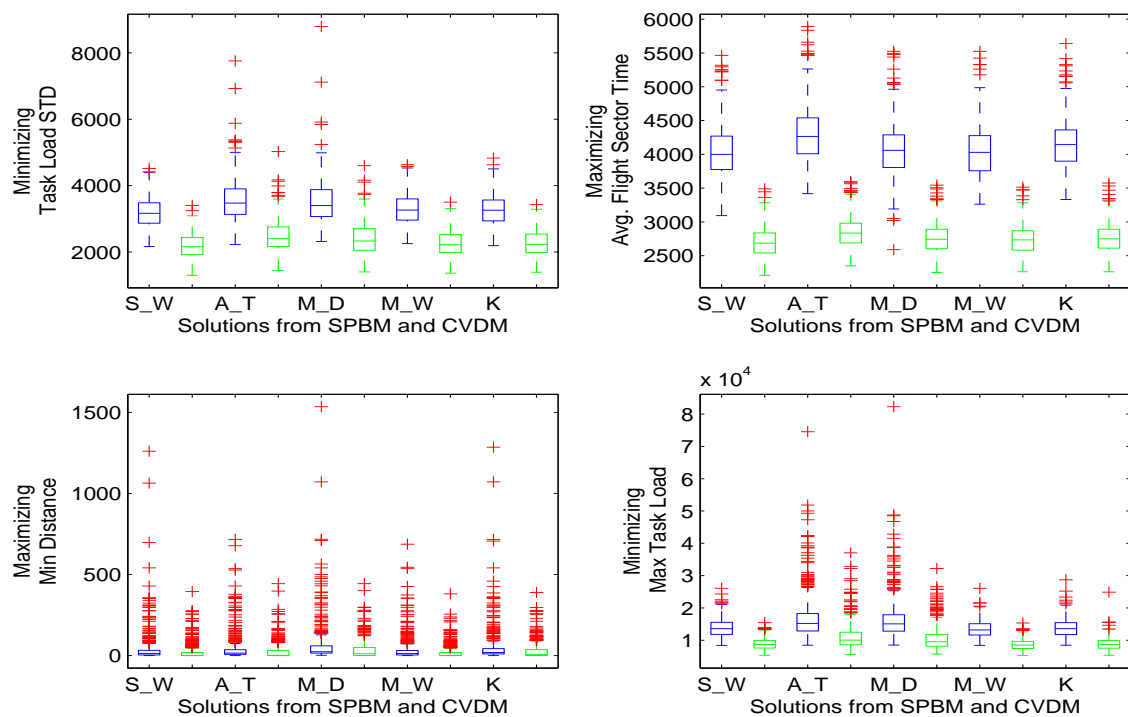 Minimizing
Task Load STD
8000
6000
4000
2000
S_W A_T M_D M_W K
Solutions from SPBM and CVDM
Maximizing
Avg. Flight Sector Time
6000
5500
5000
4500
4000
3500
3000
2500
S_W A_T M_D M_W K
Solutions from SPBM and CVDM
Maximizing
Min Distance
1500
1000
500
0
S_W A_T M_D M_W K
Solutions from SPBM and CVDM
x 10^4
Minimizing
Max Task Load
8
7
6
5
4
3
2
1
S_W A_T M_D M_W K
Solutions from SPBM and CVDM